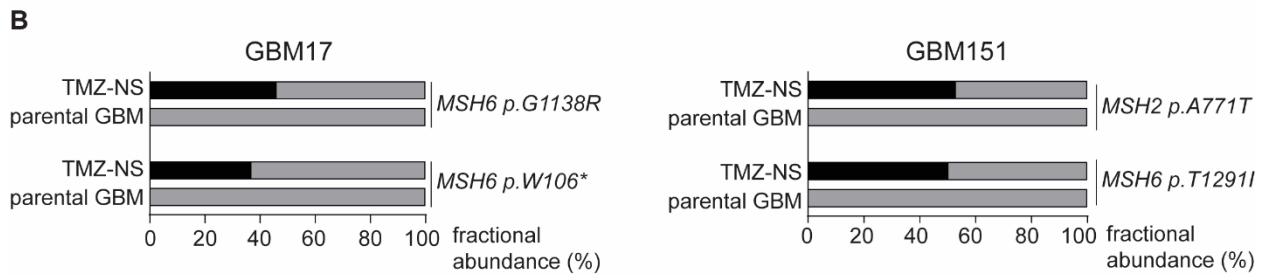 B
GBM17
TMZ-NS
parental GBM
MSH6 p.G1138R
TMZ-NS
parental GBM
MSH6 p.W106*
0 20 40 60 80 100
fractional
abundance (%)
GBM151
TMZ-NS
parental GBM
MSH2 p.A771T
TMZ-NS
parental GBM
MSH6 p.T1291I
0 20 40 60 80 100
fractional
abundance (%)